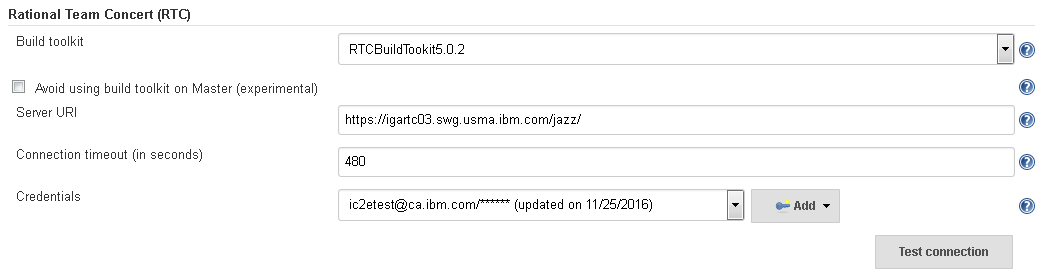 Rational Team Concert (RTC)
Build toolkit
RTCBuildTookit5.0.2
Avoid using build toolkit on Master (experimental)
Server URI
https://igartc03.swg.usma.ibm.com/jazz/
Connection timeout (in seconds)
480
Credentials
ic2etest@ca.ibm.com/****** (updated on 11/25/2016)
Add
Test connection